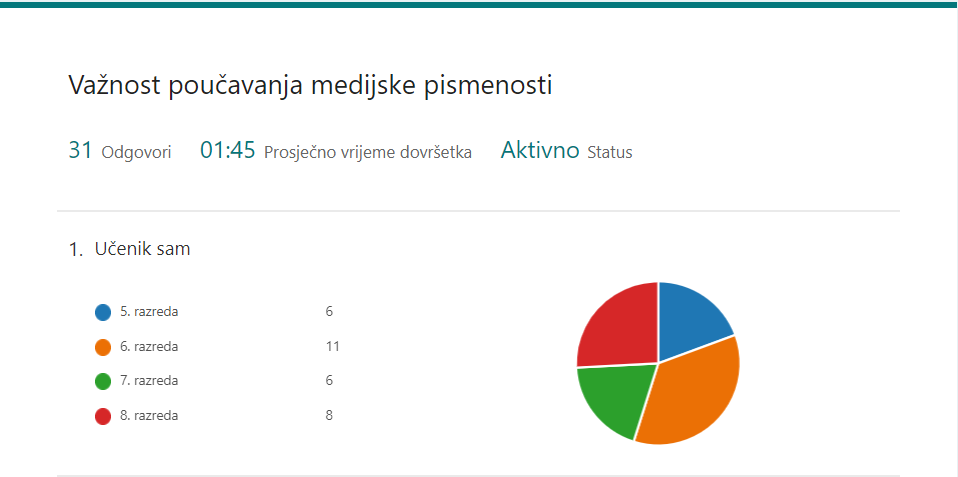 Važnost poučavanja medijske pismenosti
31 Odgovori 01:45 Prosječno vrijeme dovršetka Aktivno Status
1. Učenik sam
5. razreda 6
6. razreda 11
7. razreda 6
8. razreda 8